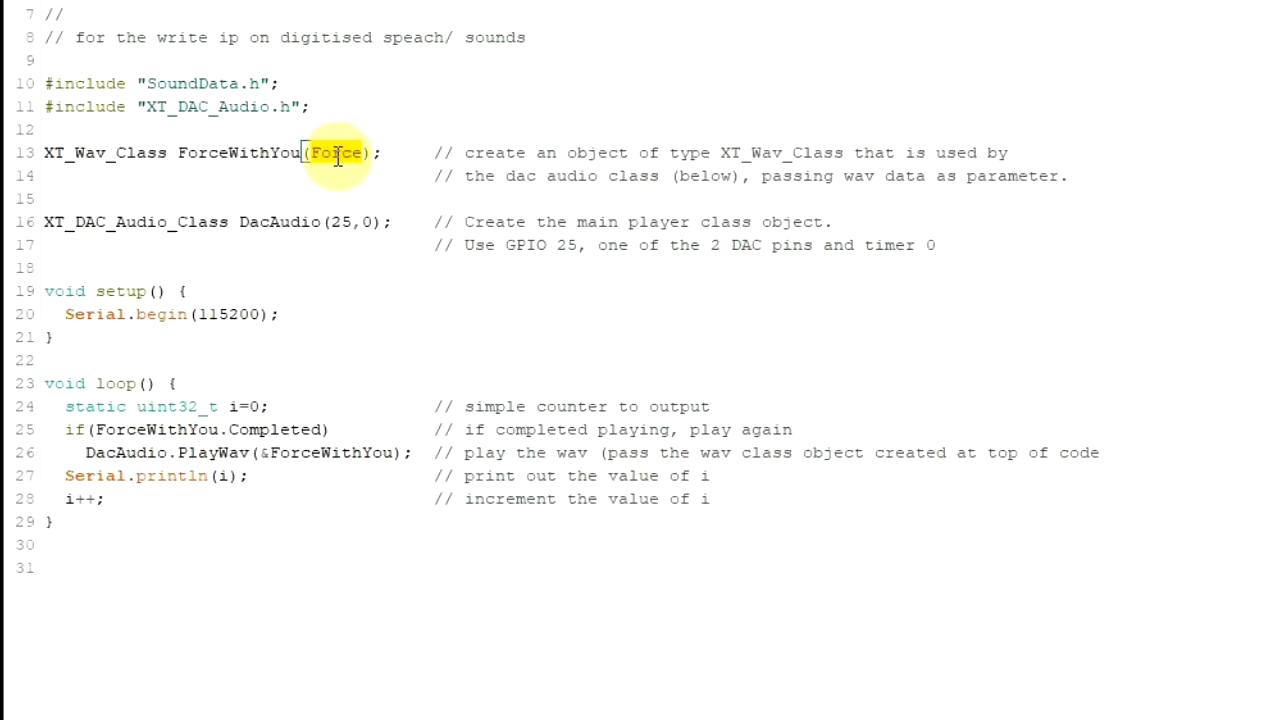 7 //
8 // for the write ip on digitised speach/ sounds
9
10 #include "SoundData.h";
11 #include "XT_DAC_Audio.h";
12
13 XT_Wav_Class ForceWithYou(Force); // create an object of type XT_Wav_Class that is used by
14 // the dac audio class (below), passing wav data as parameter.
15
16 XT_DAC_Audio_Class DacAudio(25,0); // Create the main player class object.
17 // Use GPIO 25, one of the 2 DAC pins and timer 0
18
19 void setup() {
20 Serial.begin(115200);
21 }
22
23 void loop() {
24 static uint32_t i=0; // simple counter to output
25 if(ForceWithYou.Completed) // if completed playing, play again
26 DacAudio.PlayWav(&ForceWithYou); // play the wav (pass the wav class object created at top of code
27 Serial.println(i); // print out the value of i
28 i++; // increment the value of i
29 }
30
31